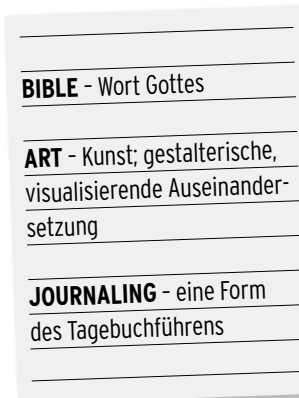 BIBLE – Wort Gottes
ART – Kunst; gestalterische,
visualisierende Auseinander-
setzung
JOURNALING – eine Form
des Tagebuchführens